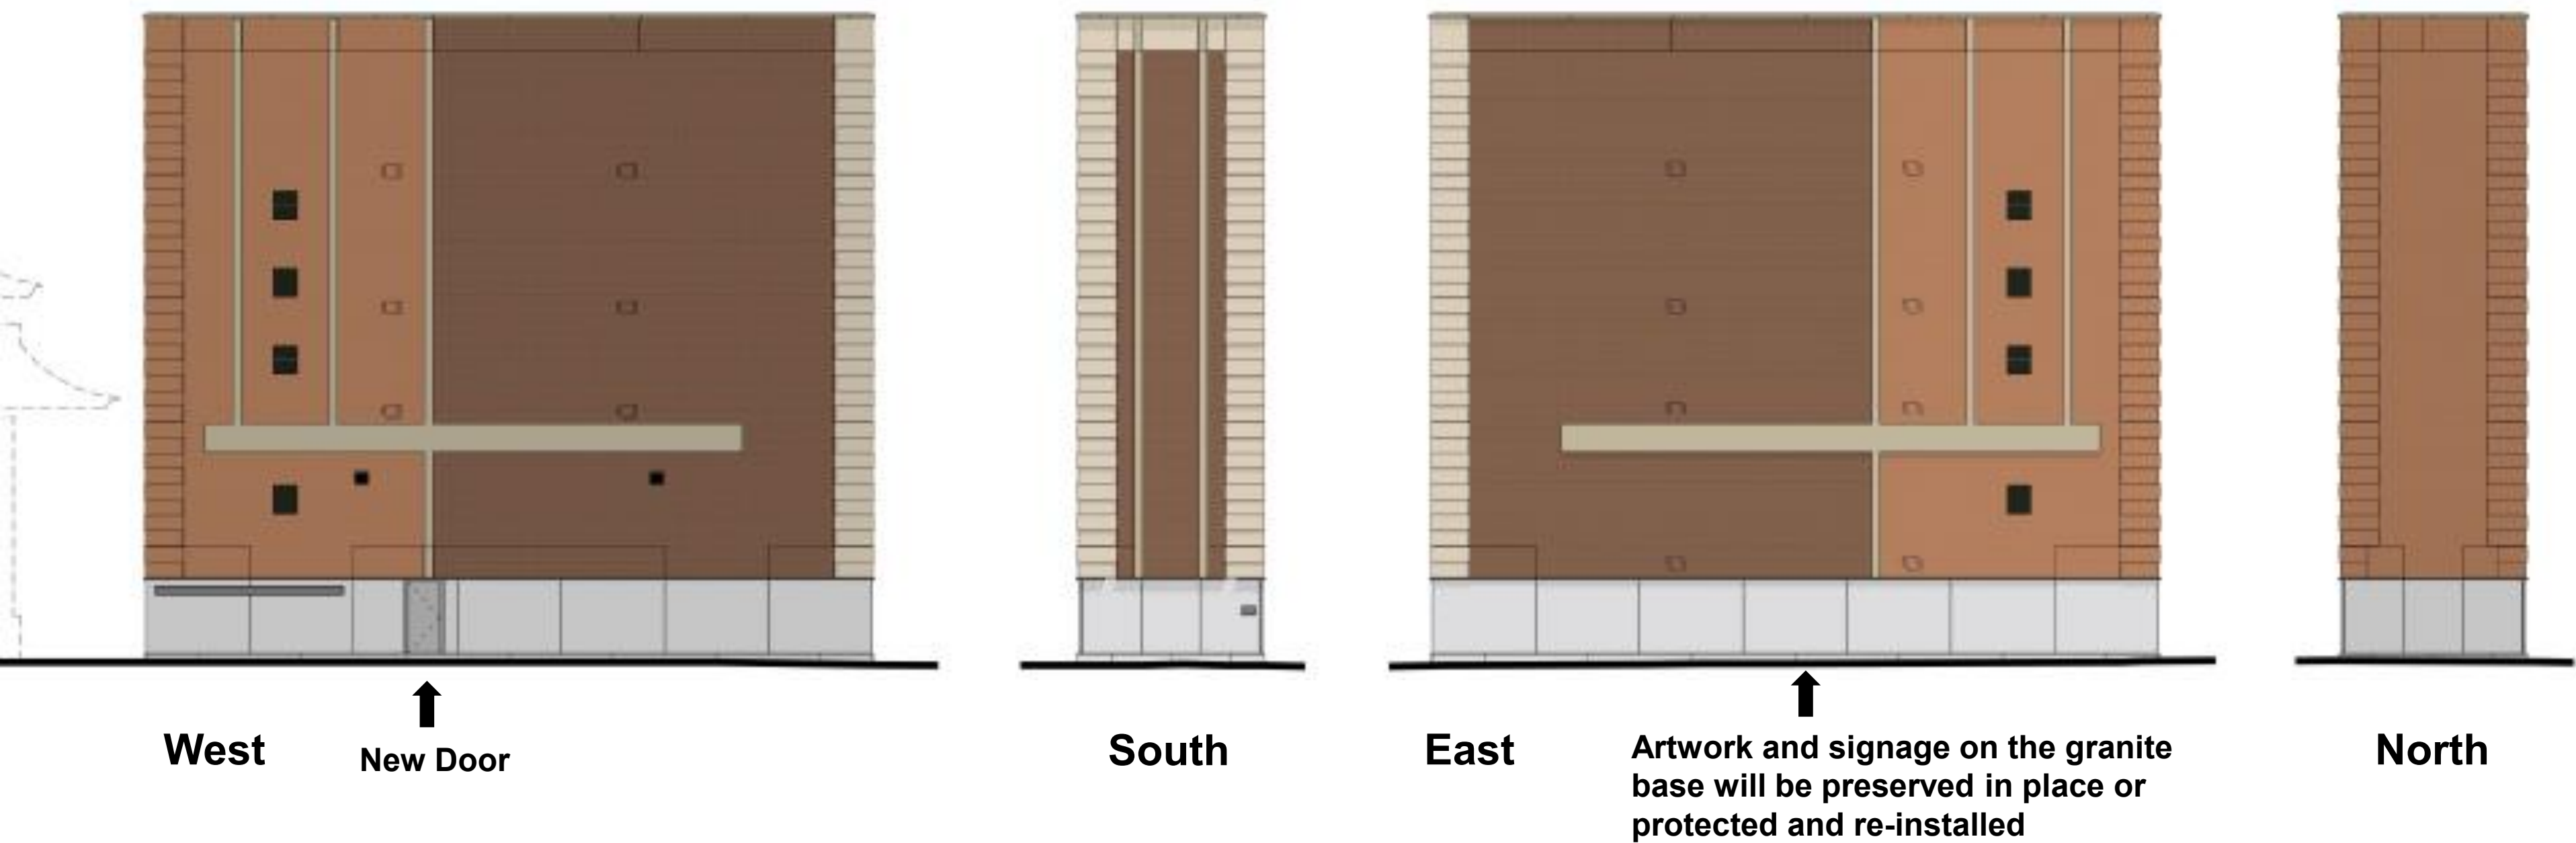 West
New Door
South
East
Artwork and signage on the granite
base will be preserved in place or
protected and re-installed
North